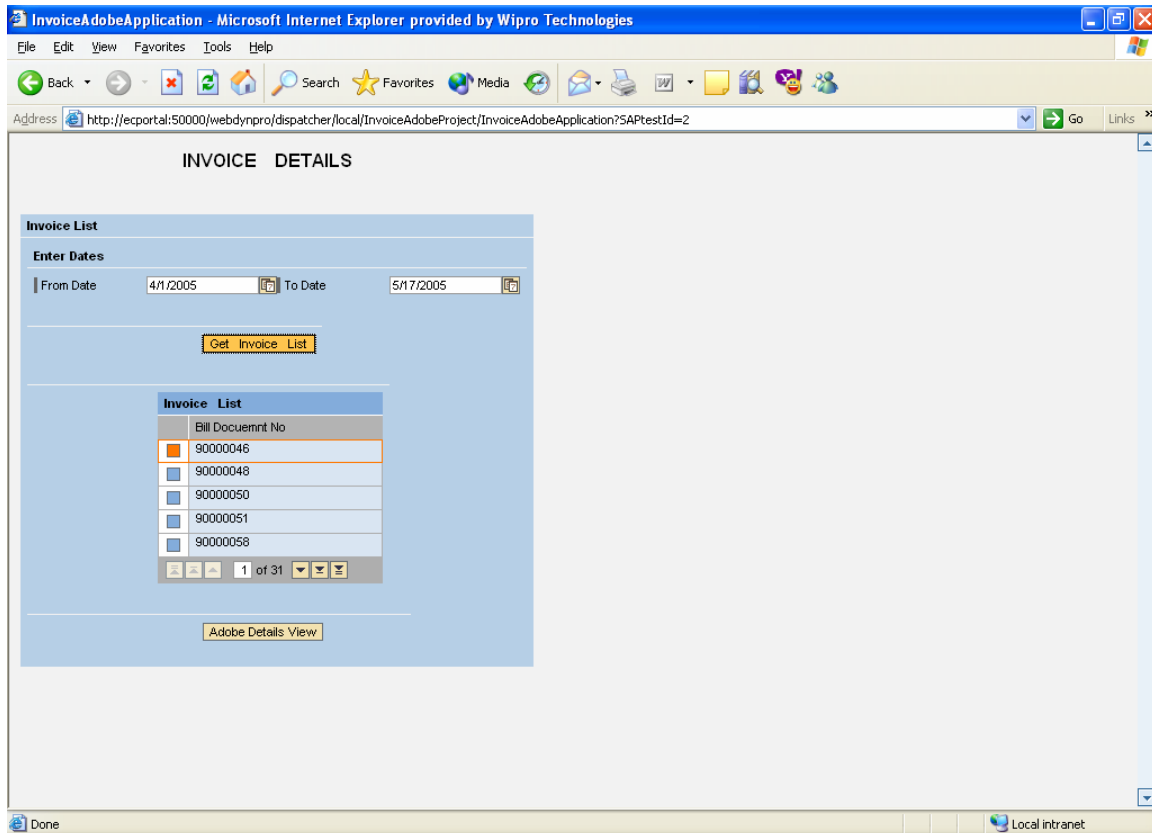 InvoiceAdobeApplication - Microsoft Internet Explorer provided by Wipro Technologies
File Edit View Favorites Tools Help
Back Search Favorites Media
Address http://ecportal:50000/webdynpro/dispatcher/local/InvoiceAdobeProject/InvoiceAdobeApplication?SAPtestId=2 Go Links »
INVOICE DETAILS
Invoice List
Enter Dates
From Date 4/1/2005 To Date 5/17/2005
Get Invoice List
Invoice List
Bill Docuemnt No
90000046
90000048
90000050
90000051
90000058
1 of 31
Adobe Details View
Done Local intranet